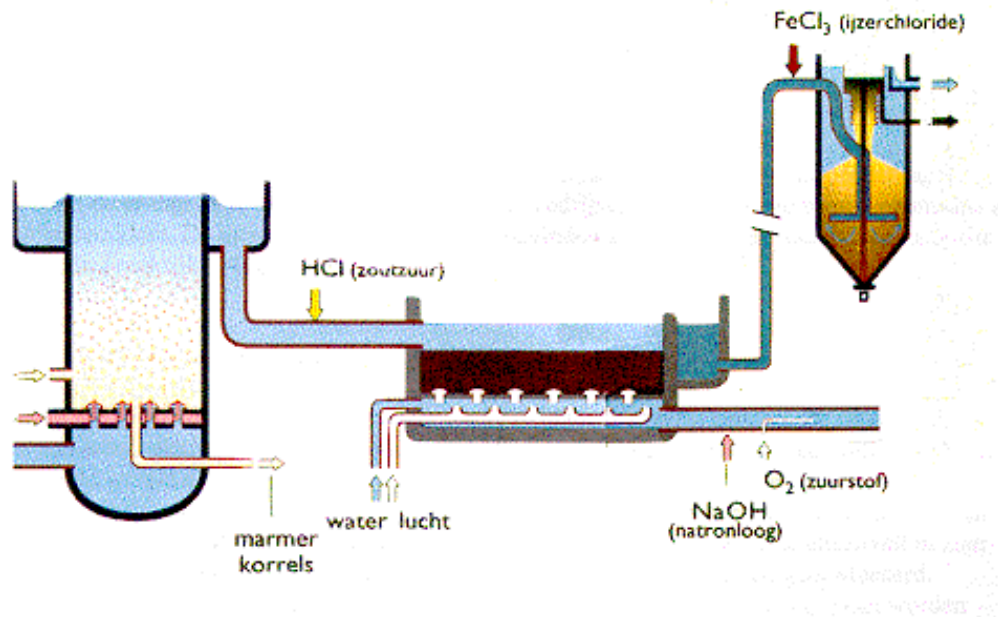 FeCl₃ (ijzerchloride)
HCl (zoutzuur)
water lucht
marmer
korrels
O₂ (zuurstof)
NaOH
(natronloog)